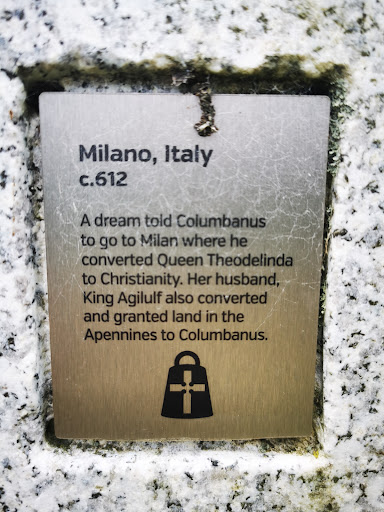 Milano, Italy
c.612
A dream told Columbanus
to go to Milan where he
converted Queen Theodelinda
to Christianity. Her husband,
King Agilulf also converted
and granted land in the
Apennines to Columbanus.